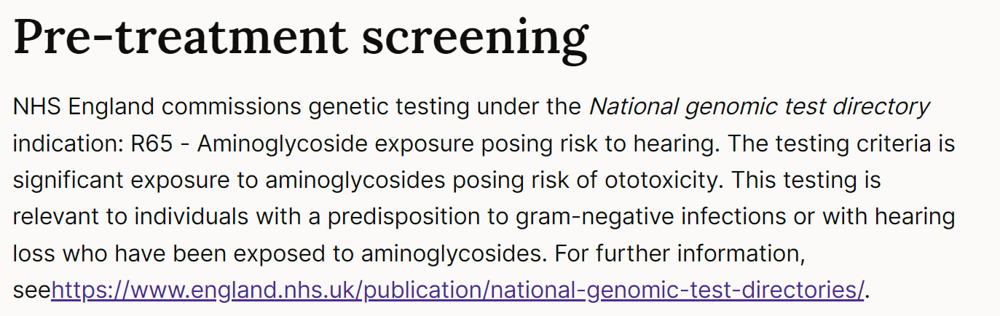 Pre-treatment screening
NHS England commissions genetic testing under the National genomic test directory
indication: R65 - Aminoglycoside exposure posing risk to hearing. The testing criteria is
significant exposure to aminoglycosides posing risk of ototoxicity. This testing is
relevant to individuals with a predisposition to gram-negative infections or with hearing
loss who have been exposed to aminoglycosides. For further information,
seehttps://www.england.nhs.uk/publication/national-genomic-test-directories/.